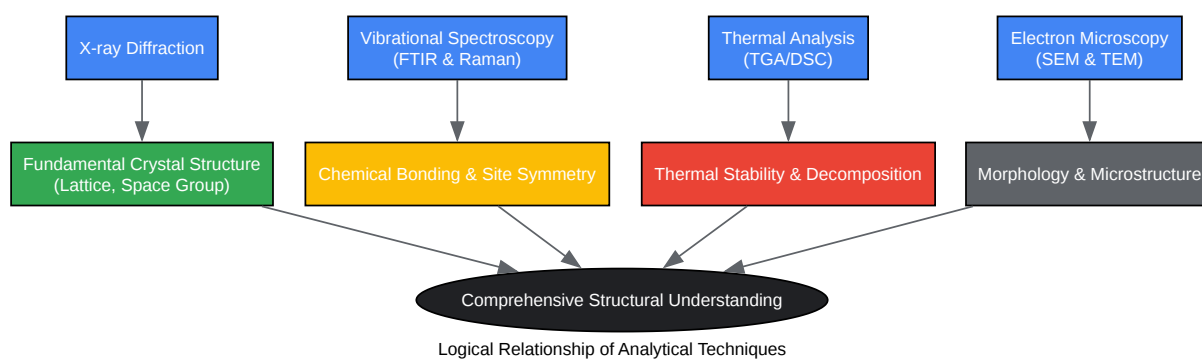 X-ray Diffraction
Vibrational Spectroscopy
(FTIR & Raman)
Thermal Analysis
(TGA/DSC)
Electron Microscopy
(SEM & TEM)
Fundamental Crystal Structure
(Lattice, Space Group)
Chemical Bonding & Site Symmetry
Thermal Stability & Decomposition
Morphology & Microstructure
Comprehensive Structural Understanding
Logical Relationship of Analytical Techniques